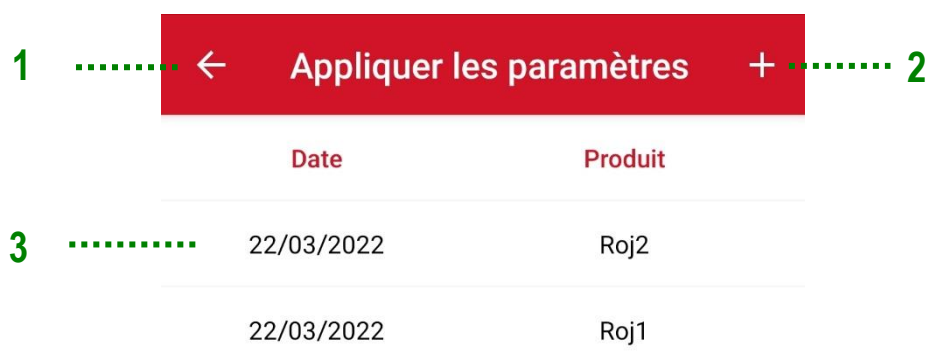 1 ← Appliquer les paramètres + 2
Date Produit
3 22/03/2022 Roj2
22/03/2022 Roj1